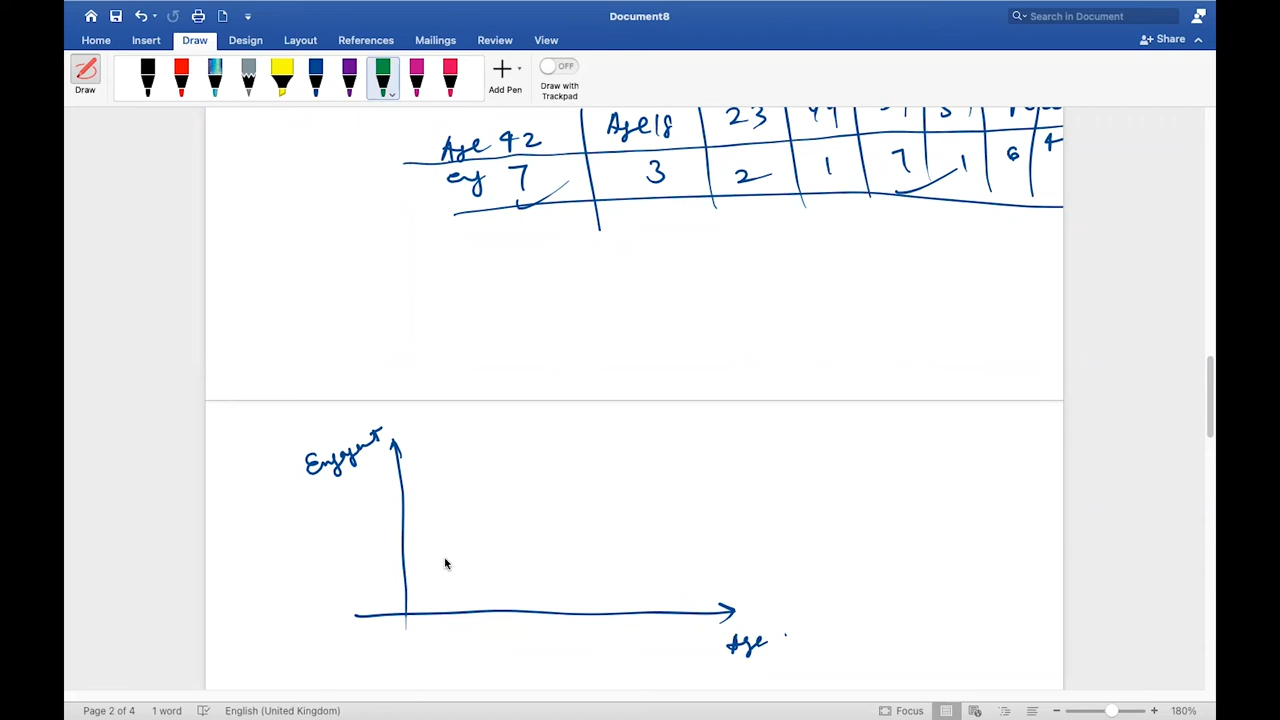 Document8
Search in Document
Home Insert Draw Design Layout References Mailings Review View
Share
OFF
Draw
Add Pen
Draw with
Trackpad
Age 42 Age 18 23
eng 7 3 2 1 7 1 6 4
Engagent
Age
Page 2 of 4 1 word English (United Kingdom) Focus 180%